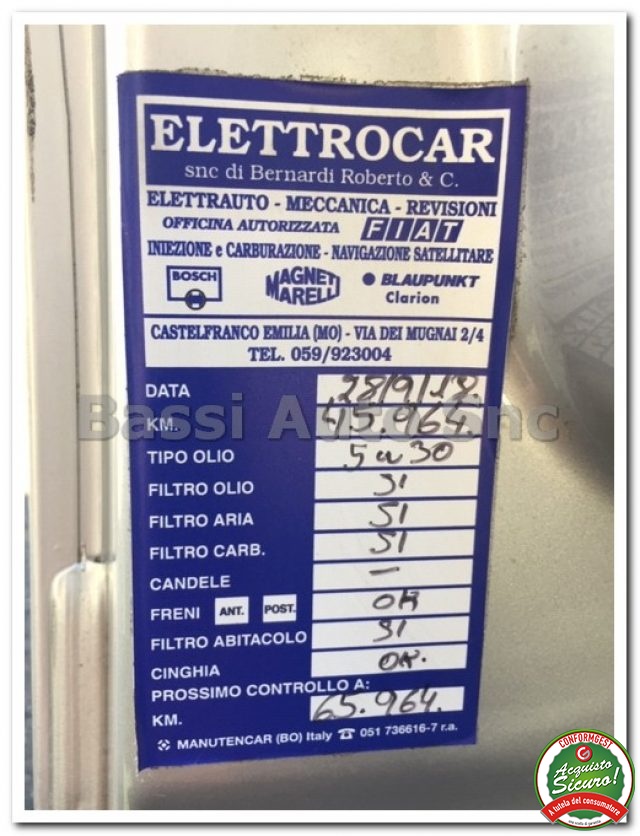 ELETTROCAR
snc di Bernardi Roberto & C.
ELETTRAUTO - MECCANICA - REVISIONI
OFFICINA AUTORIZZATA FIAT
INIEZIONE e CARBURAZIONE - NAVIGAZIONE SATELLITARE
BOSCH MAGNETI MARELLI BLAUPUNKT
Clarion
CASTELFRANCO EMILIA (MO) - VIA DEI MUGNAI 2/4
TEL. 059/923004
DATA 28/9/18
KM. 45.964.
Bassi Auto Snc
TIPO OLIO 5w30
FILTRO OLIO SI
FILTRO ARIA SI
FILTRO CARB. SI
CANDELE -
FRENI ANT. POST. OK
FILTRO ABITACOLO SI
CINGHIA OK.
PROSSIMO CONTROLLO A:
KM. 65.964.
MANUTENCAR (BO) Italy ☎ 051 736616-7 r.a.
CONFORMGEST
Acquisto
Sicuro!
A tutela del consumatore